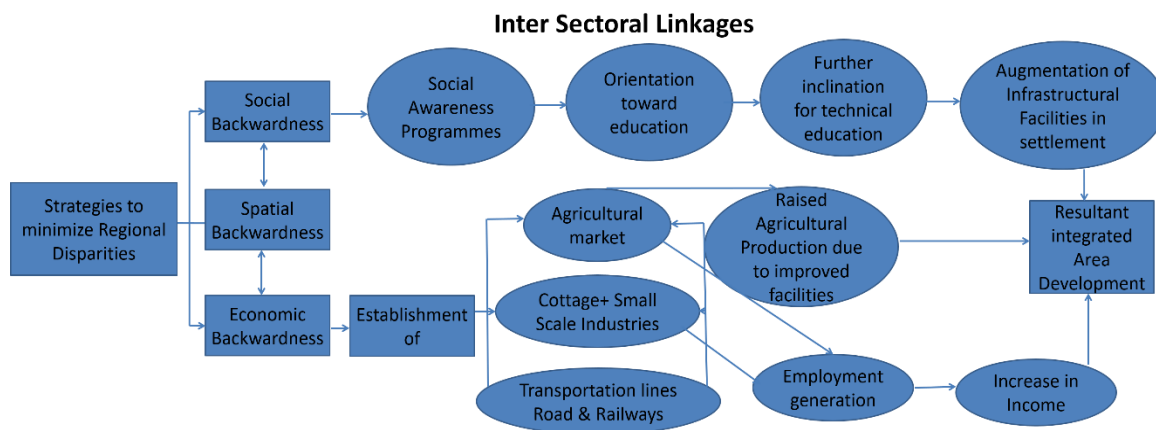 Inter Sectoral Linkages
Social
Backwardness
Social
Awareness
Programmes
Orientation
toward
education
Further
inclination
for technical
education
Augmentation of
Infrastructural
Facilities in
settlement
Strategies to
minimize Regional
Disparities
Spatial
Backwardness
Agricultural
market
Raised
Agricultural
Production due
to improved
facilities
Resultant
integrated
Area
Development
Economic
Backwardness
Establishment
of
Cottage+ Small
Scale Industries
Transportation lines
Road & Railways
Employment
generation
Increase in
Income